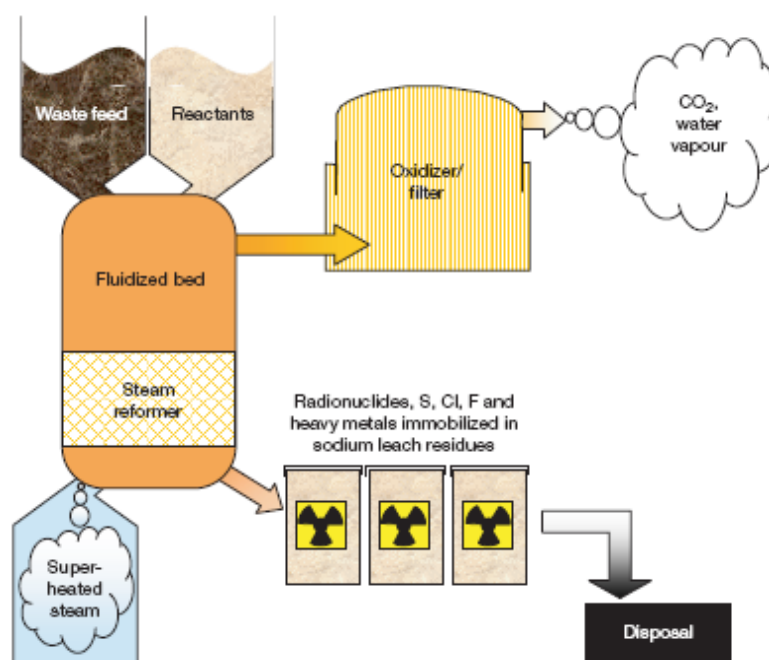 Waste feed
Reactants
CO₂,
water
vapour
Oxidizer/
filter
Fluidized bed
Steam
reformer
Radionuclides, S, Cl, F and
heavy metals immobilized in
sodium leach residues
Super-
heated
steam
Disposal